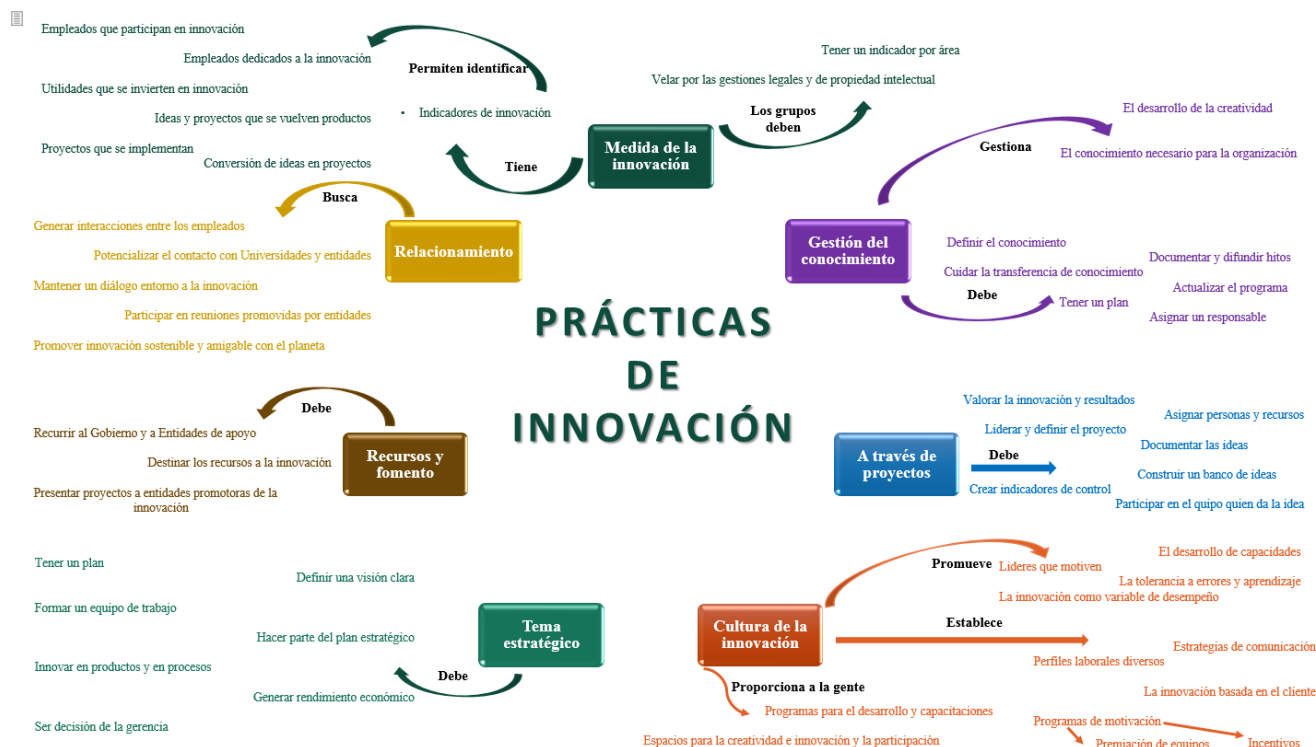 Empleados que participan en innovación
Empleados dedicados a la innovación
Utilidades que se invierten en innovación
Ideas y proyectos que se vuelven productos
Proyectos que se implementan
Conversión de ideas en proyectos
Permiten identificar
• Indicadores de innovación
Tiene
Medida de la
innovación
Los grupos
deben
Tener un indicador por área
Velar por las gestiones legales y de propiedad intelectual
Gestión del
conocimiento
Gestiona
El desarrollo de la creatividad
El conocimiento necesario para la organización
Debe
Definir el conocimiento
Cuidar la transferencia de conocimiento
Tener un plan
Documentar y difundir hitos
Actualizar el programa
Asignar un responsable
Relacionamiento
Busca
Generar interacciones entre los empleados
Potencializar el contacto con Universidades y entidades
Mantener un diálogo entorno a la innovación
Participar en reuniones promovidas por entidades
Promover innovación sostenible y amigable con el planeta
PRÁCTICAS
DE
INNOVACIÓN
Recursos y
fomento
Debe
Recurrir al Gobierno y a Entidades de apoyo
Destinar los recursos a la innovación
Presentar proyectos a entidades promotoras de la
innovación
A través de
proyectos
Debe
Valorar la innovación y resultados
Liderar y definir el proyecto
Crear indicadores de control
Asignar personas y recursos
Documentar las ideas
Construir un banco de ideas
Participar en el quipo quien da la idea
Tema
estratégico
Debe
Tener un plan
Definir una visión clara
Formar un equipo de trabajo
Hacer parte del plan estratégico
Innovar en productos y en procesos
Generar rendimiento económico
Ser decisión de la gerencia
Cultura de la
innovación
Promueve
Líderes que motiven
El desarrollo de capacidades
La tolerancia a errores y aprendizaje
La innovación como variable de desempeño
Establece
Estrategias de comunicación
Perfiles laborales diversos
La innovación basada en el cliente
Programas de motivación
Premiación de equipos
Incentivos
Proporciona a la gente
Programas para el desarrollo y capacitaciones
Espacios para la creatividad e innovación y la participación